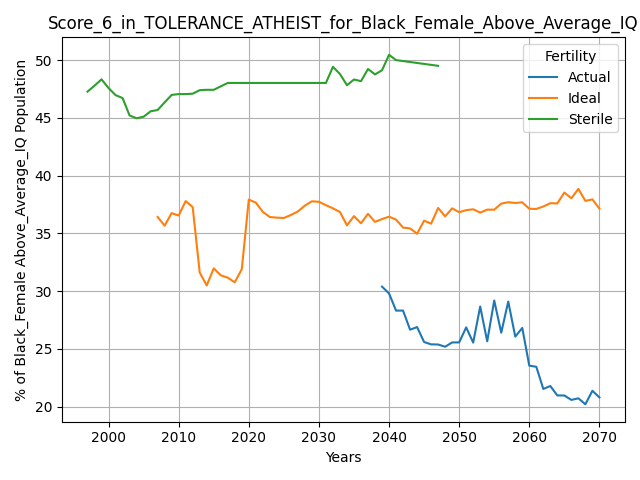 Score_6_in_TOLERANCE_ATHEIST_for_Black_Female_Above_Average_IQ
% of Black_Female Above_Average_IQ Population
50
45
40
35
30
25
20
Fertility
Actual
Ideal
Sterile
2000 2010 2020 2030 2040 2050 2060 2070
Years